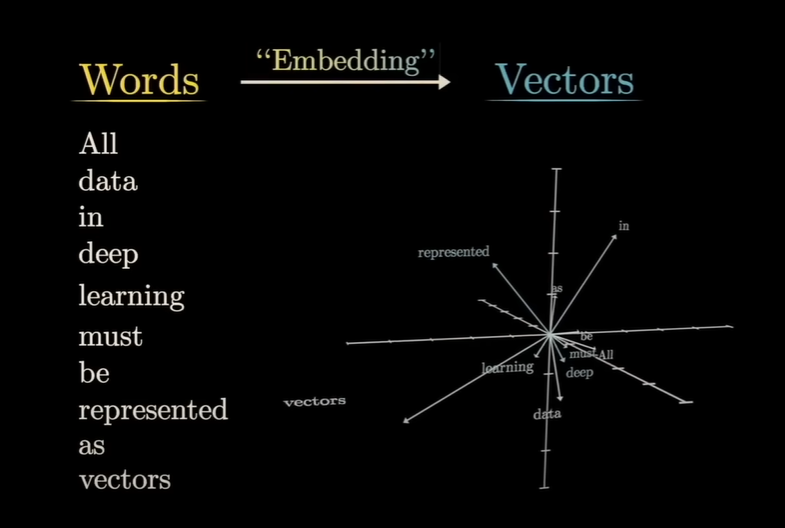 Words
“Embedding”
Vectors
All
data
in
deep
learning
must
be
represented
as
vectors
in
represented
as
be
must
All
learning
deep
vectors
data